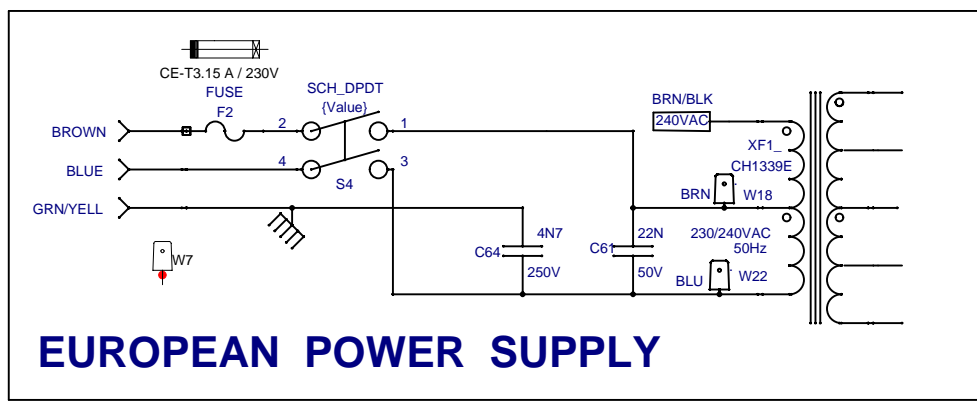 CE-T3.15 A / 230V
FUSE
F2
SCH_DPDT
{Value}
BROWN
2
1
BLUE
4
3
S4
GRN/YELL
W7
4N7
C64
250V
22N
C61
50V
BRN/BLK
240VAC
XF1_
CH1339E
BRN
W18
230/240VAC
50Hz
BLU
W22
EUROPEAN POWER SUPPLY